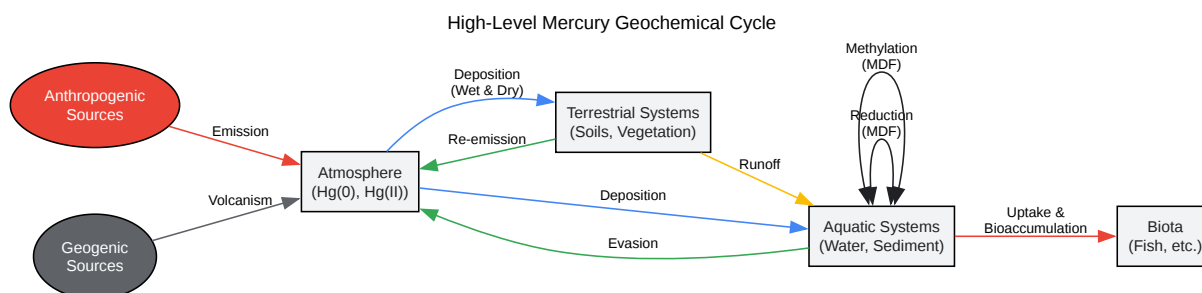 High-Level Mercury Geochemical Cycle
Anthropogenic
Sources
Emission
Geogenic
Sources
Volcanism
Atmosphere
(Hg(0), Hg(II))
Deposition
(Wet & Dry)
Re-emission
Terrestrial Systems
(Soils, Vegetation)
Runoff
Deposition
Evasion
Methylation
(MDF)
Reduction
(MDF)
Aquatic Systems
(Water, Sediment)
Uptake &
Bioaccumulation
Biota
(Fish, etc.)